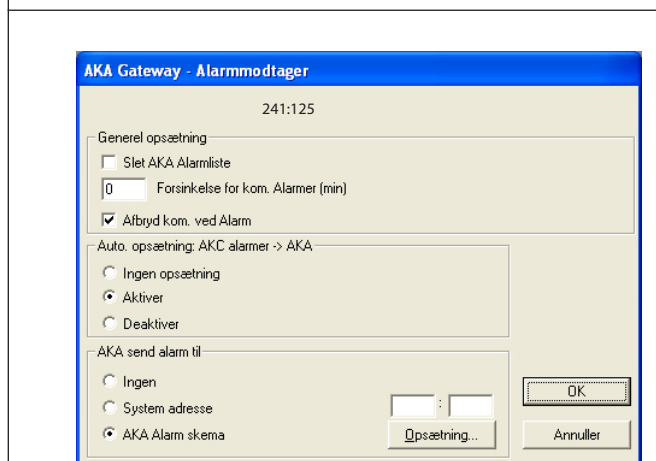 AKA Gateway - Alarmmodtager
241:125
Generel opsætning
Slet AKA Alarmliste
0 Forsinkelse for kom. Alarmer (min)
Afbryd kom. ved Alarm
Auto. opsætning: AKC alarmer -> AKA
Ingen opsætning
Aktiver
Deaktiver
AKA send alarm til
Ingen
System adresse :
AKA Alarm skema Opsætning...
OK
Annuller